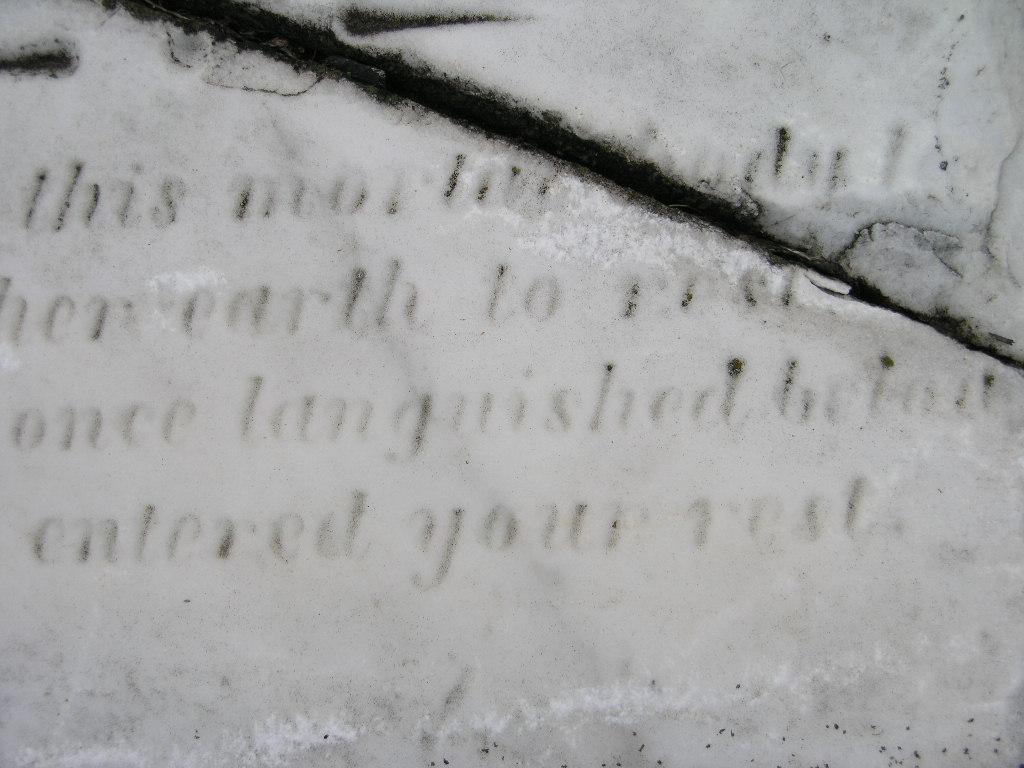 this mortal
her earth to rest
once languished below
entered your rest.